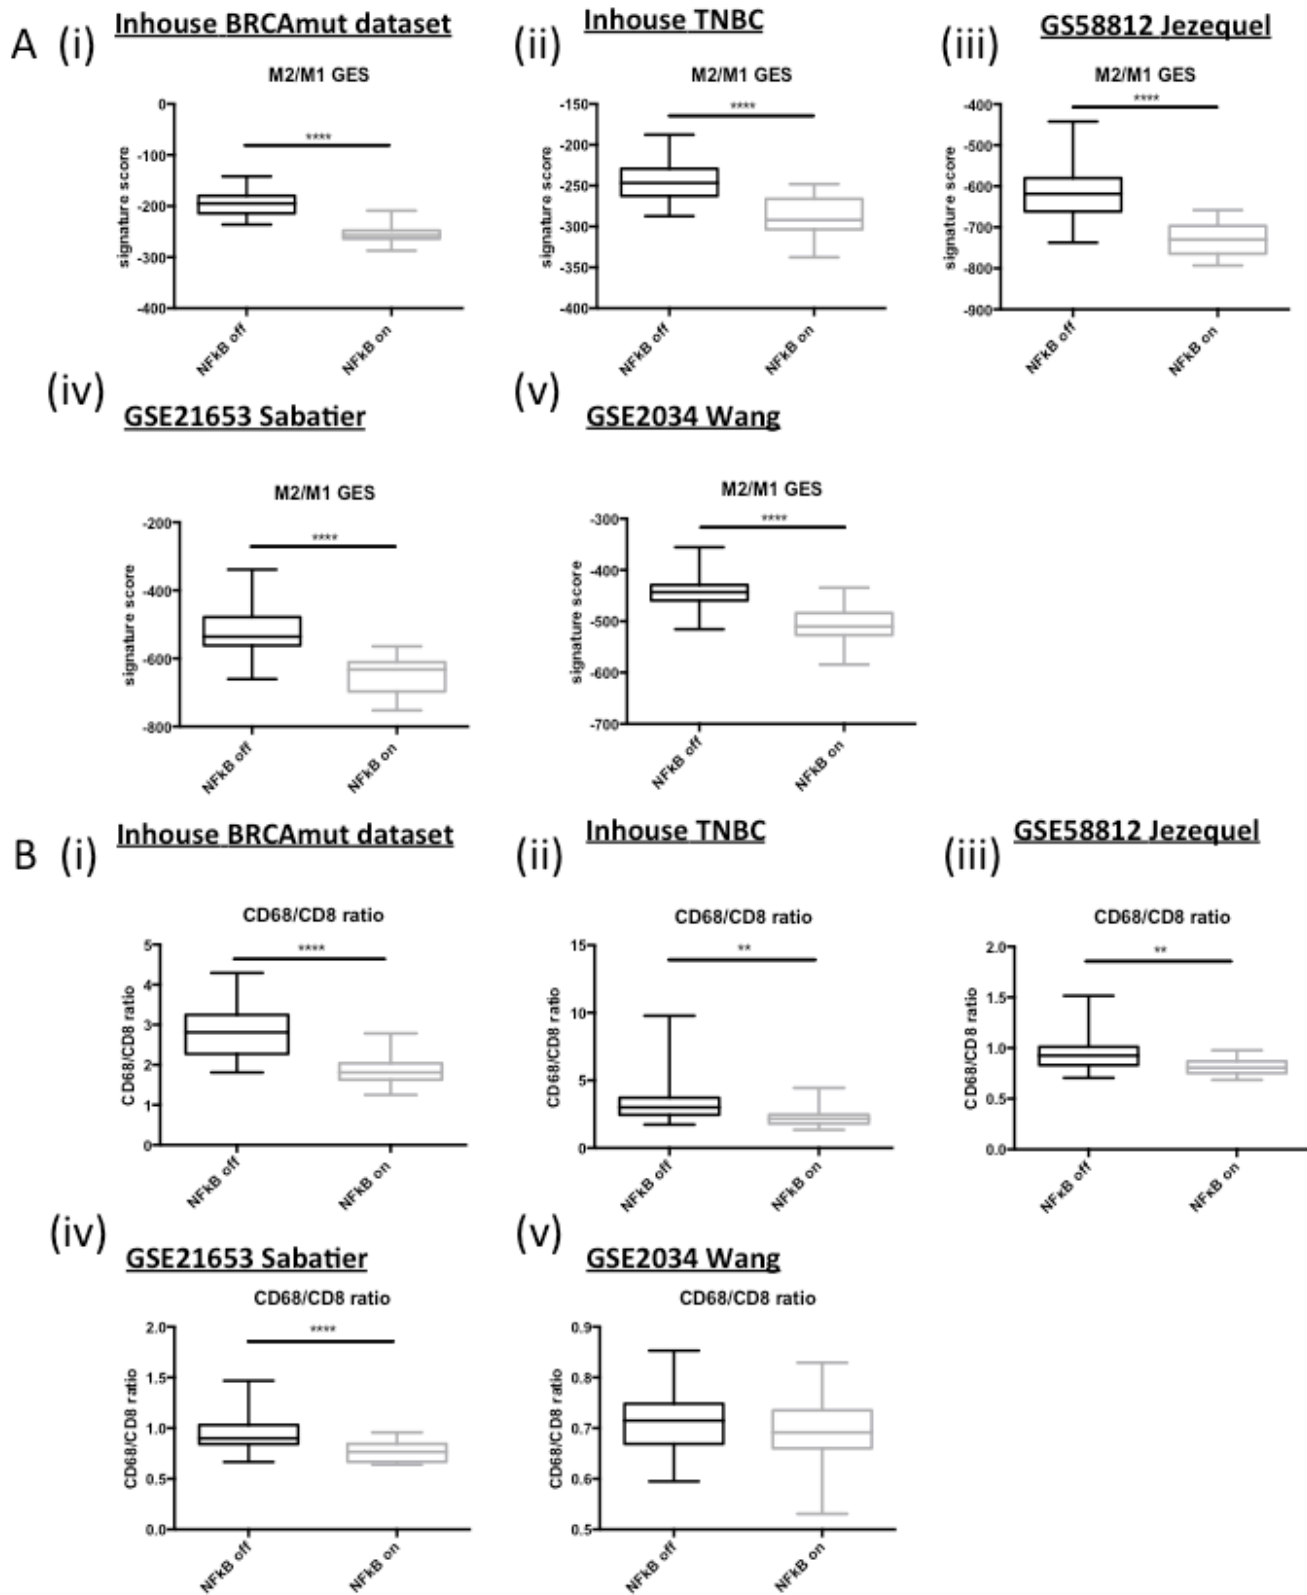 A (i) Inhouse BRCAmut dataset (ii) Inhouse TNBC (iii) GS58812 Jezequel
M2/M1 GES M2/M1 GES M2/M1 GES
signature score
0
-100
-200
-300
-400
****
NFkB off
NFkB on
signature score
-150
-200
-250
-300
-350
-400
****
NFkB off
NFkB on
signature score
-400
-500
-600
-700
-800
-900
****
NFkB off
NFkB on
(iv) GSE21653 Sabatier (v) GSE2034 Wang
M2/M1 GES M2/M1 GES
signature score
-200
-400
-600
-800
****
NFkB off
NFkB on
signature score
-300
-400
-500
-600
-700
****
NFkB off
NFkB on
B (i) Inhouse BRCAmut dataset (ii) Inhouse TNBC (iii) GSE58812 Jezequel
CD68/CD8 ratio CD68/CD8 ratio CD68/CD8 ratio
CD68/CD8 ratio
5
4
3
2
1
0
****
NFkB off
NFkB on
CD68/CD8 ratio
15
10
5
0
**
NFkB off
NFkB on
CD68/CD8 ratio
2.0
1.5
1.0
0.5
0.0
**
NFkB off
NFkB on
(iv) GSE21653 Sabatier (v) GSE2034 Wang
CD68/CD8 ratio CD68/CD8 ratio
CD68/CD8 ratio
2.0
1.5
1.0
0.5
0.0
****
NFkB off
NFkB on
CD68/CD8 ratio
0.9
0.8
0.7
0.6
0.5
NFkB off
NFkB on